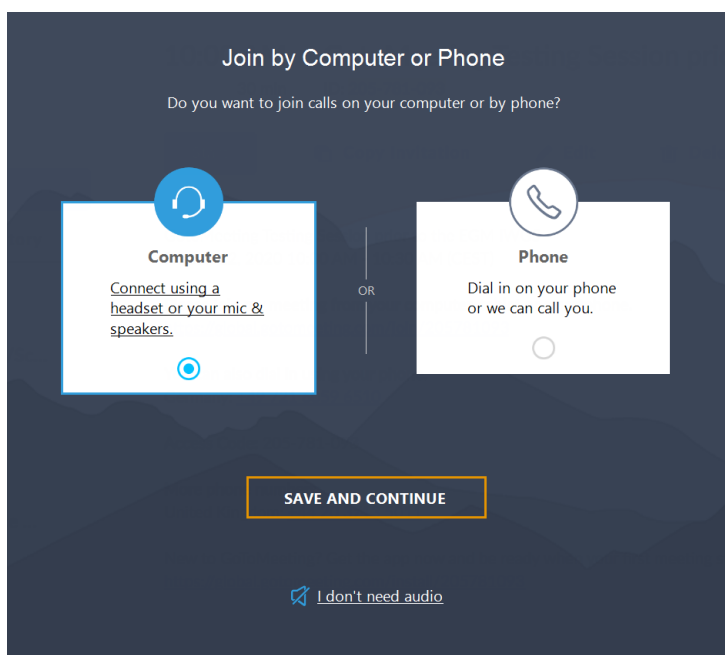 Join by Computer or Phone
Do you want to join calls on your computer or by phone?
Computer
Connect using a
headset or your mic &
speakers.
OR
Phone
Dial in on your phone
or we can call you.
SAVE AND CONTINUE
I don't need audio